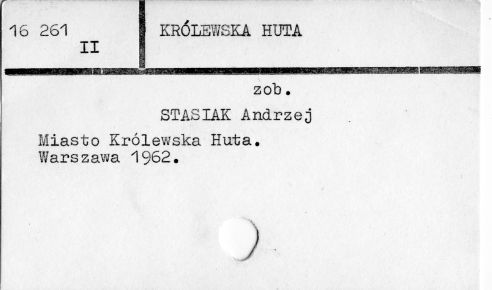 16 261
II
KRÓLEWSKA HUTA
zob.
STASIAK Andrzej
Miasto Królewska Huta.
Warszawa 1962.